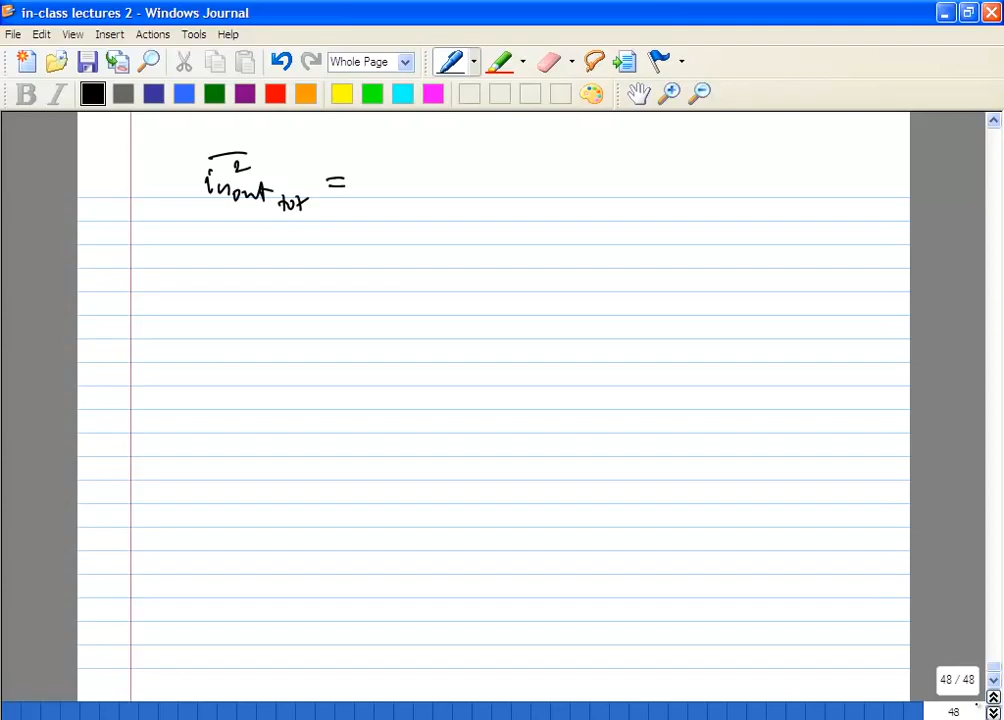 in-class lectures 2 - Windows Journal
File Edit View Insert Actions Tools Help
Whole Page
B I
i²nout tot =
48 / 48
48